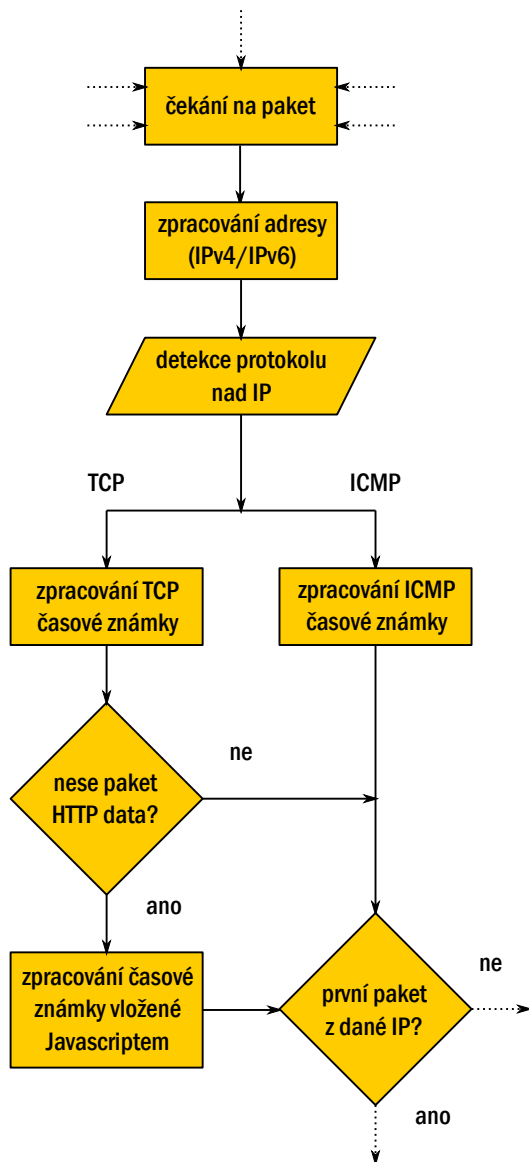 čekání na paket
zpracování adresy
(IPv4/IPv6)
detekce protokolu
nad IP
TCP
ICMP
zpracování TCP
časové známky
zpracování ICMP
časové známky
ne
nese paket
HTTP data?
ano
zpracování časové
známky vložené
Javascriptem
ne
první paket
z dané IP?
ano